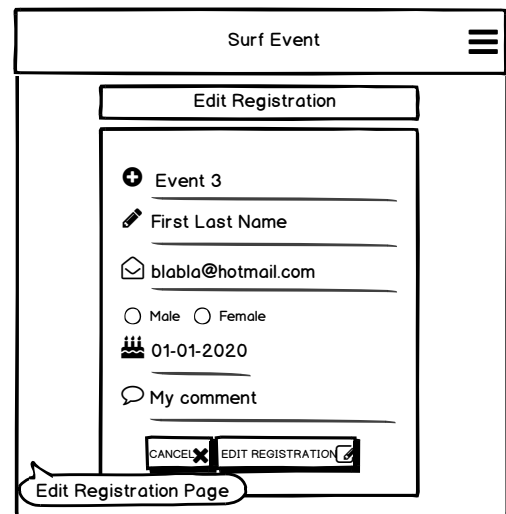 Surf Event
Edit Registration
Event 3
First Last Name
blabla@hotmail.com
Male Female
01-01-2020
My comment
CANCEL EDIT REGISTRATION
Edit Registration Page